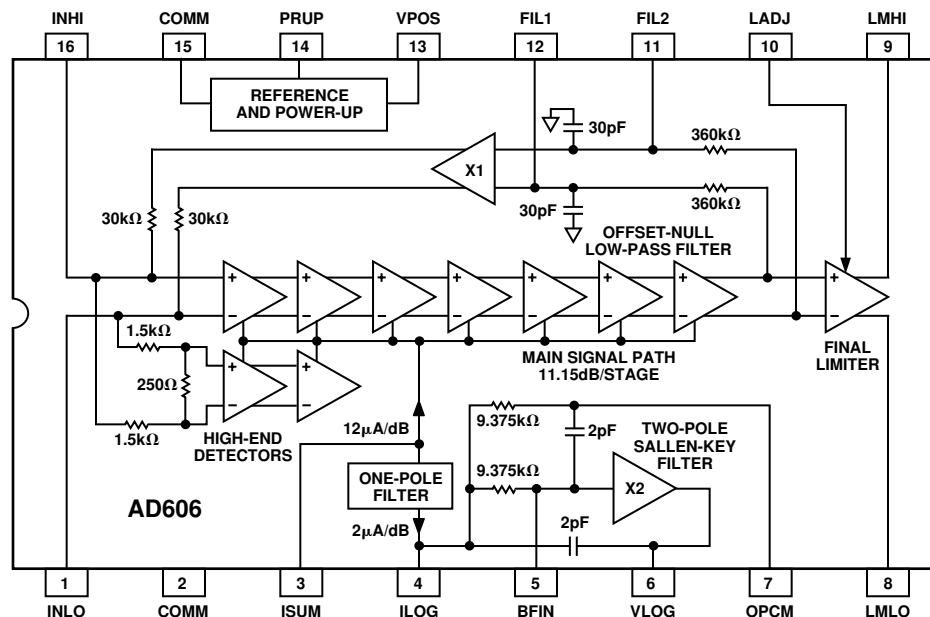 INHI COMM PRUP VPOS FIL1 FIL2 LADJ LMHI
16 15 14 13 12 11 10 9
REFERENCE
AND POWER-UP
30pF
360kΩ
X1
30kΩ
30kΩ
30pF
360kΩ
OFFSET-NULL
LOW-PASS FILTER
+ + + + + + + +
– – – – – – – –
1.5kΩ
+ +
250Ω
– –
1.5kΩ
MAIN SIGNAL PATH
11.15dB/STAGE
FINAL
LIMITER
HIGH-END
DETECTORS
12μA/dB
9.375kΩ
2pF
TWO-POLE
SALLEN-KEY
FILTER
ONE-POLE
FILTER
9.375kΩ
X2
AD606
2μA/dB
2pF
1 2 3 4 5 6 7 8
INLO COMM ISUM ILOG BFIN VLOG OPCM LMLO